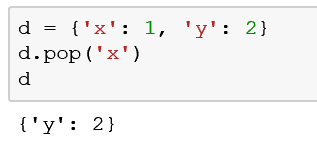 d = {'x': 1, 'y': 2}
d.pop('x')
d
{'y': 2}